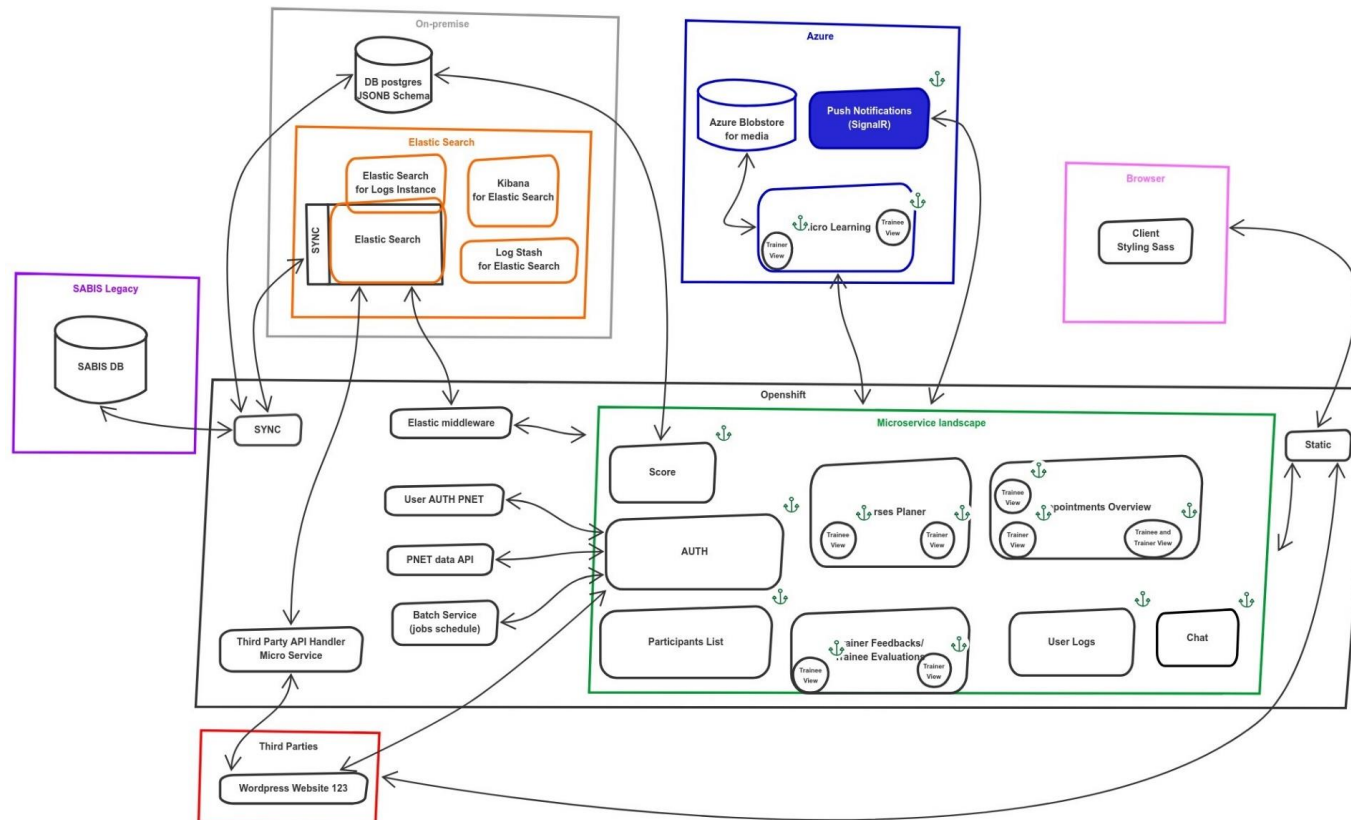 On-premise
DB postgres
JSONB Schema
Elastic Search
Elastic Search
for Logs Instance
Kibana
for Elastic Search
SYNC
Elastic Search
Log Stash
for Elastic Search
Azure
Azure Blobstore
for media
Push Notifications
(SignalR)
icro Learning
Trainer
View
Trainee
View
Browser
Client
Styling Sass
SABIS Legacy
SABIS DB
Openshift
SYNC
Elastic middleware
User AUTH PNET
PNET data API
Batch Service
(jobs schedule)
Third Party API Handler
Micro Service
Microservice landscape
Score
AUTH
Participants List
rses Planer
Trainee
View
Trainer
View
Trainee
View
ppointments Overview
Trainer
View
Trainee and
Trainer View
ainer Feedbacks/
Trainee Evaluations
Trainee
View
Trainer
View
User Logs
Chat
Static
Third Parties
Wordpress Website 123